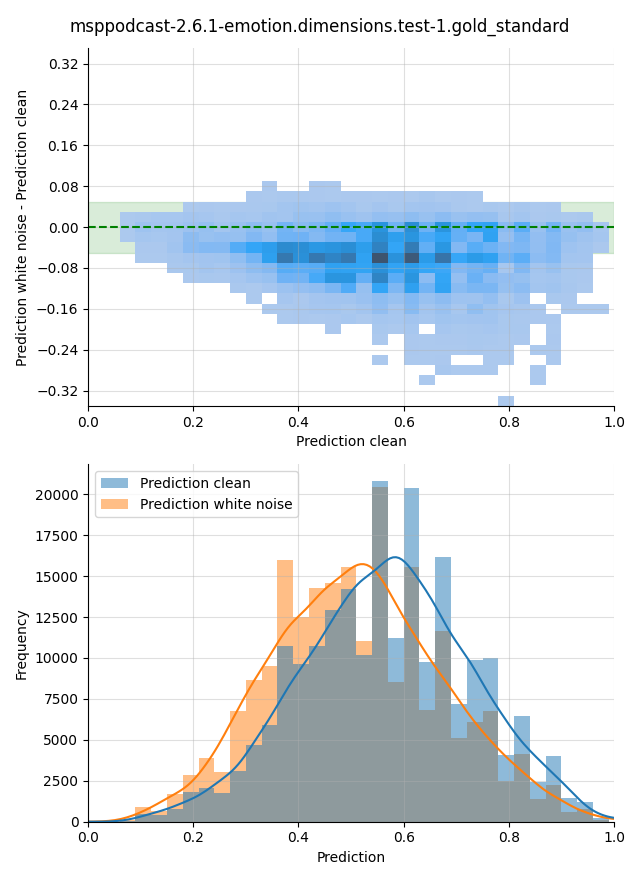 msppodcast-2.6.1-emotion.dimensions.test-1.gold_standard
Prediction white noise - Prediction clean
0.32
0.24
0.16
0.08
0.00
−0.08
−0.16
−0.24
−0.32
0.0 0.2 0.4 0.6 0.8 1.0
Prediction clean
Prediction clean
Prediction white noise
Frequency
20000
17500
15000
12500
10000
7500
5000
2500
0
0.0 0.2 0.4 0.6 0.8 1.0
Prediction